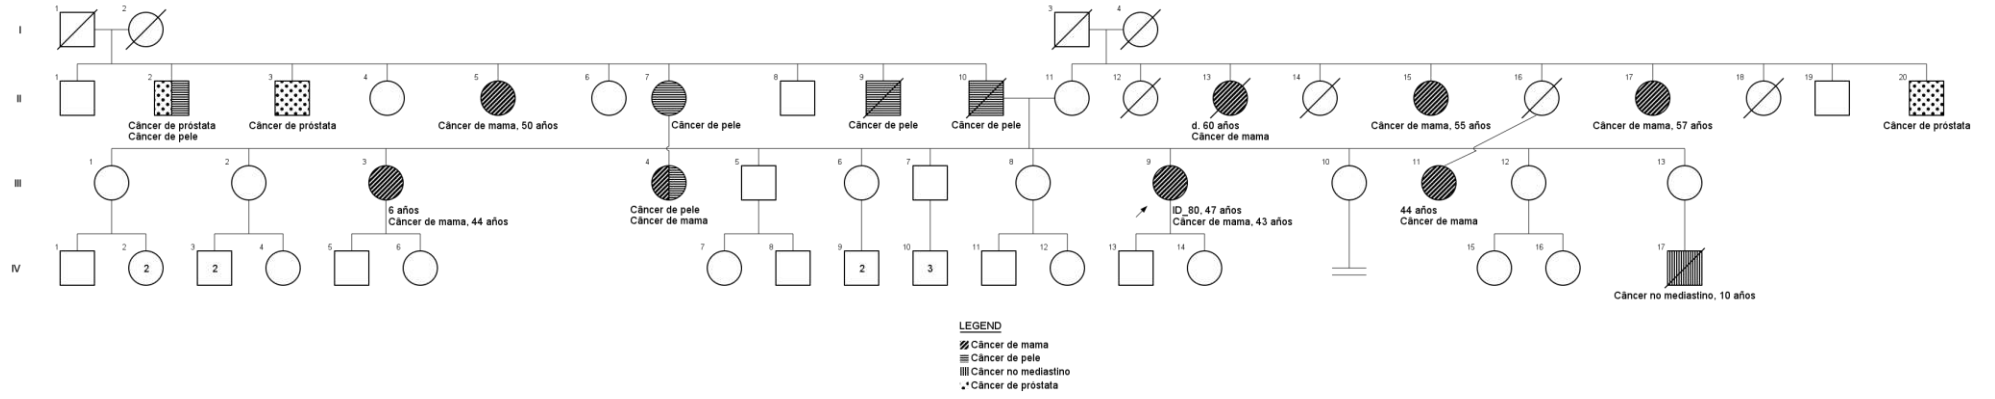 1 2 3 4
I
1 2 3 4 5 6 7 8 9 10 11 12 13 14 15 16 17 18 19 20
II
Câncer de próstata
Câncer de pele
Câncer de próstata
Câncer de mama, 50 años
Câncer de pele
Câncer de pele
Câncer de pele
d. 60 años
Câncer de mama
Câncer de mama, 55 años
Câncer de mama, 57 años
Câncer de próstata
1 2 3 4 5 6 7 8 9 10 11 12 13
III
6 años
Câncer de mama, 44 años
Câncer de pele
Câncer de mama
ID_80, 47 años
Câncer de mama, 43 años
44 años
Câncer de mama
1 2 3 4 5 6 7 8 9 10 11 12 13 14 15 16 17
IV
2 2 2 3
Câncer no mediastino, 10 años
LEGEND
Câncer de mama
Câncer de pele
Câncer no mediastino
Câncer de próstata